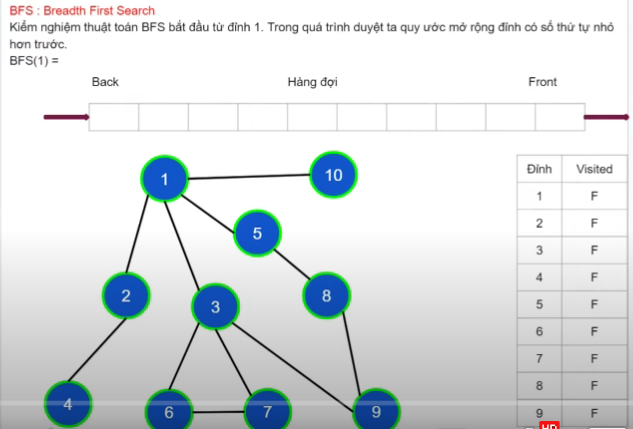 BFS : Breadth First Search
Kiểm nghiệm thuật toán BFS bắt đầu từ đỉnh 1. Trong quá trình duyệt ta quy ước mở rộng đỉnh có số thứ tự nhỏ
hơn trước.
BFS(1) =
Back Hàng đợi Front
Đỉnh Visited
1 F
2 F
3 F
4 F
5 F
6 F
7 F
8 F
9 F
1
10
5
2
3
8
4
6
7
9
HD